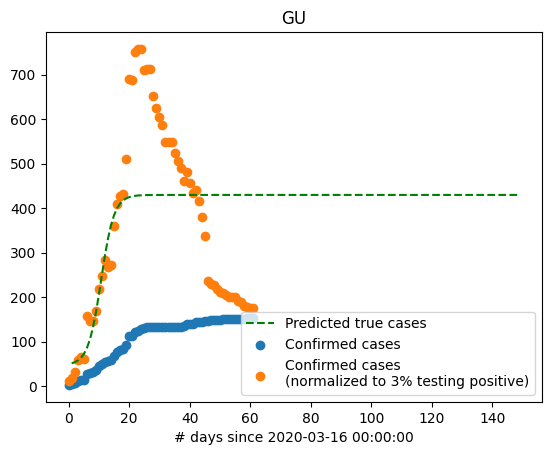 GU
700
600
500
400
300
200
100
0
Predicted true cases
Confirmed cases
Confirmed cases
(normalized to 3% testing positive)
0 20 40 60 80 100 120 140
# days since 2020-03-16 00:00:00